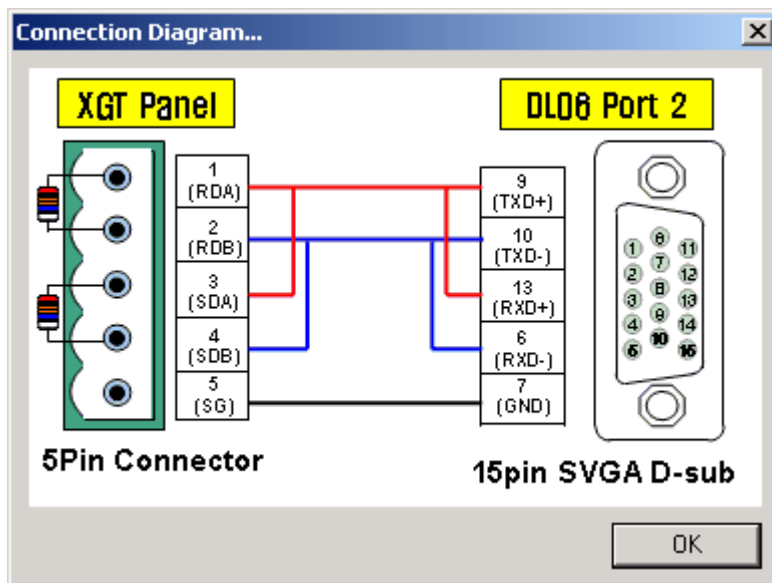 Connection Diagram...
XGT Panel
DL06 Port 2
1
(RDA)
2
(RDB)
3
(SDA)
4
(SDB)
5
(SG)
9
(TXD+)
10
(TXD-)
13
(RXD+)
6
(RXD-)
7
(GND)
1
2
3
4
5
6
7
8
9
10
11
12
13
14
15
5Pin Connector
15pin SVGA D-sub
OK